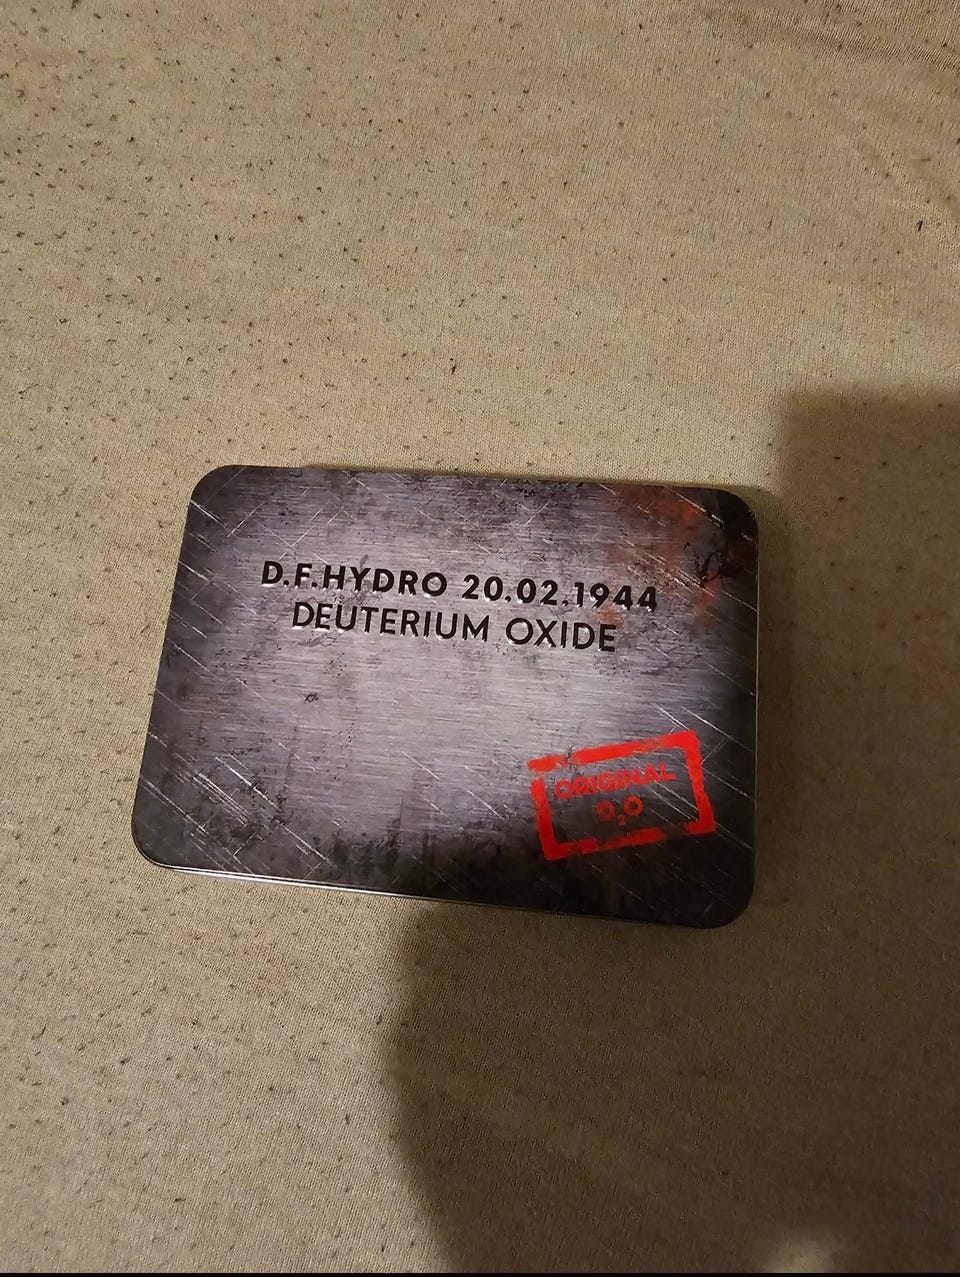 D.F.HYDRO 20.02.1944
DEUTERIUM OXIDE
ORIGINAL
D₂O